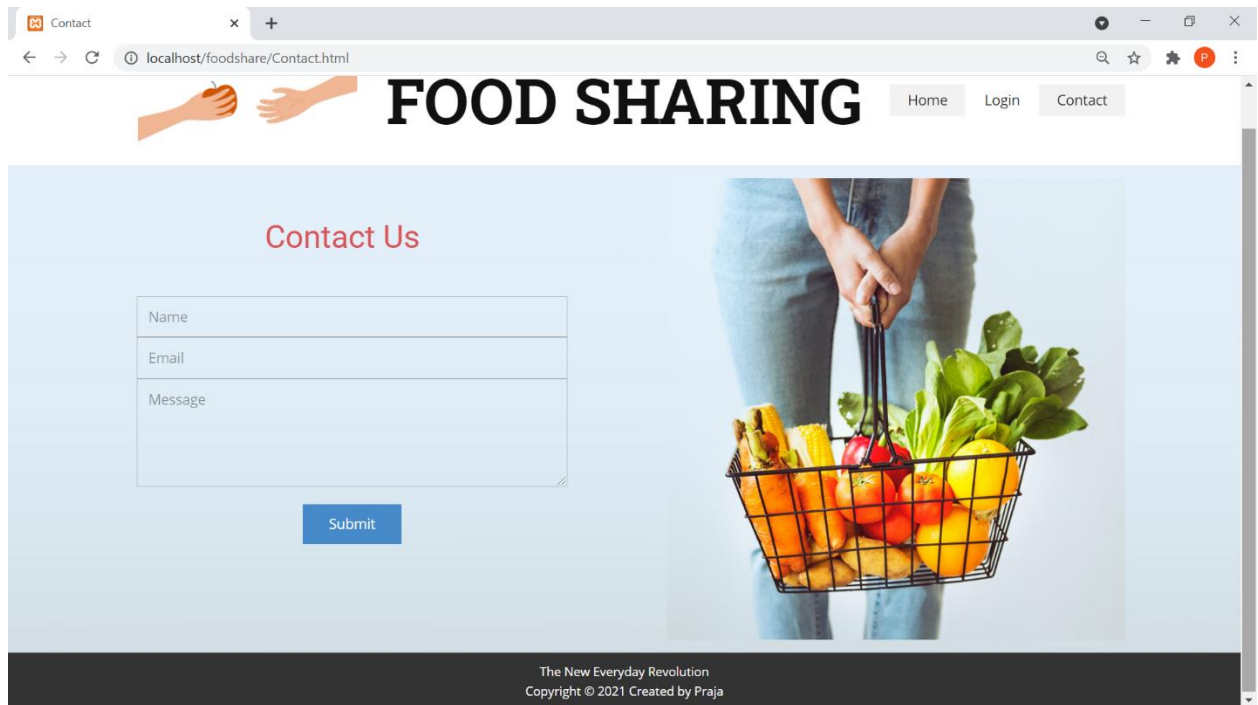 Contact
localhost/foodshare/Contact.html
P
FOOD SHARING
Home
Login
Contact
Contact Us
Name
Email
Message
Submit
The New Everyday Revolution
Copyright © 2021 Created by Praja